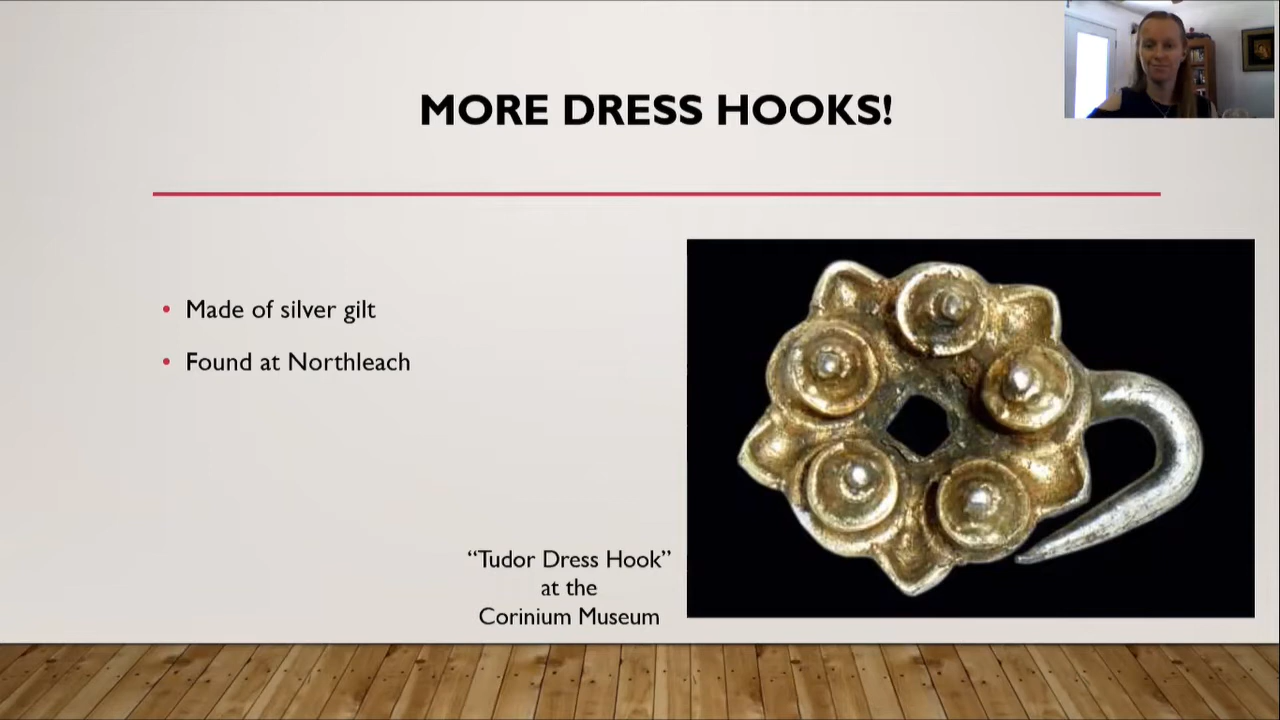 MORE DRESS HOOKS!
• Made of silver gilt
• Found at Northleach
“Tudor Dress Hook”
at the
Corinium Museum